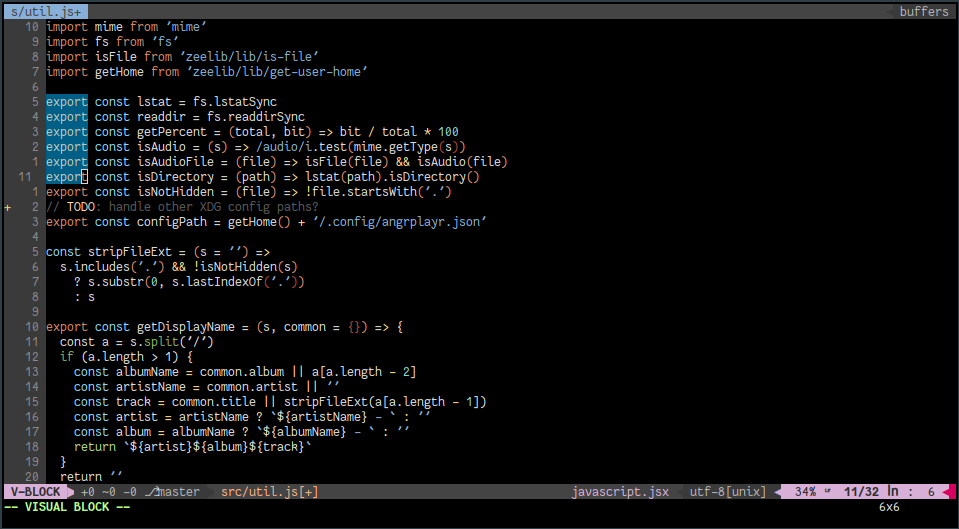 s/util.js+ buffers
10 import mime from 'mime'
9 import fs from 'fs'
8 import isFile from 'zeelib/lib/is-file'
7 import getHome from 'zeelib/lib/get-user-home'
6
5 export const lstat = fs.lstatSync
4 export const readdir = fs.readdirSync
3 export const getPercent = (total, bit) => bit / total * 100
2 export const isAudio = (s) => /audio/i.test(mime.getType(s))
1 export const isAudioFile = (file) => isFile(file) && isAudio(file)
11 export const isDirectory = (path) => lstat(path).isDirectory()
1 export const isNotHidden = (file) => !file.startsWith('.')
+ 2 // TODO: handle other XDG config paths?
3 export const configPath = getHome() + '/.config/angrplayr.json'
4
5 const stripFileExt = (s = '') =>
6   s.includes('.') && !isNotHidden(s)
7     ? s.substr(0, s.lastIndexOf('.'))
8     : s
9
10 export const getDisplayName = (s, common = {}) => {
11   const a = s.split('/')
12   if (a.length > 1) {
13     const albumName = common.album || a[a.length - 2]
14     const artistName = common.artist || ''
15     const track = common.title || stripFileExt(a[a.length - 1])
16     const artist = artistName ? `${artistName} - ` : ''
17     const album = albumName ? `${albumName} - ` : ''
18     return `${artist}${album}${track}`
19   }
20   return ''
V-BLOCK +0 ~0 -0 ⎇master src/util.js[+] javascript.jsx utf-8[unix] 34% ☰ 11/32 ln : 6
-- VISUAL BLOCK -- 6x6